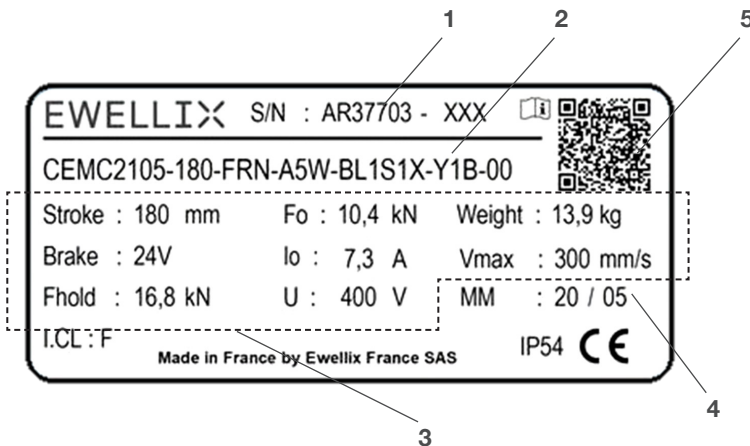 1 2 5
EWELLIX S/N : AR37703 - XXX
CEMC2105-180-FRN-A5W-BL1S1X-Y1B-00
Stroke : 180 mm Fo : 10,4 kN Weight : 13,9 kg
Brake : 24V Io : 7,3 A Vmax : 300 mm/s
Fhold : 16,8 kN U : 400 V MM : 20 / 05
I.CL : F
Made in France by Ewellix France SAS IP54 CE
4
3